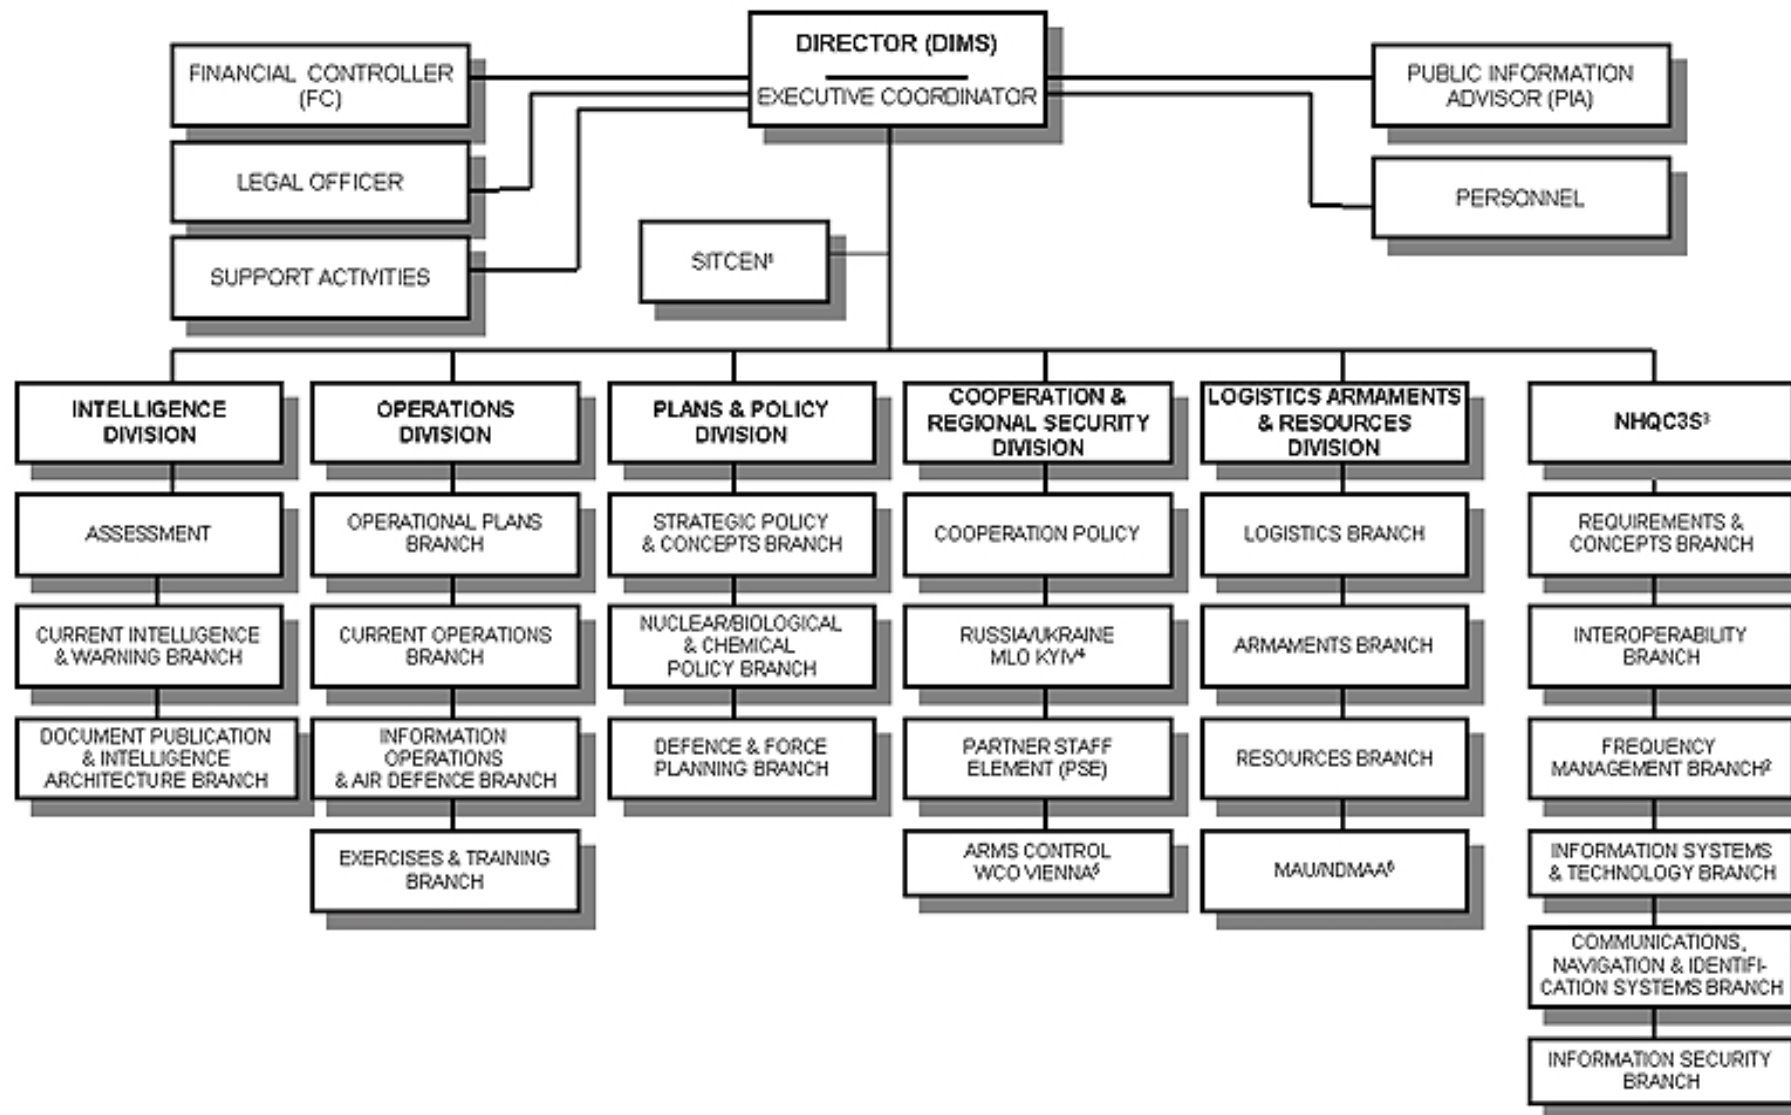 DIRECTOR (DIMS)
EXECUTIVE COORDINATOR
FINANCIAL CONTROLLER
(FC)
LEGAL OFFICER
SUPPORT ACTIVITIES
PUBLIC INFORMATION
ADVISOR (PIA)
PERSONNEL
SITCEN¹
INTELLIGENCE
DIVISION
ASSESSMENT
CURRENT INTELLIGENCE
& WARNING BRANCH
DOCUMENT PUBLICATION
& INTELLIGENCE
ARCHITECTURE BRANCH
OPERATIONS
DIVISION
OPERATIONAL PLANS
BRANCH
CURRENT OPERATIONS
BRANCH
INFORMATION
OPERATIONS
& AIR DEFENCE BRANCH
EXERCISES & TRAINING
BRANCH
PLANS & POLICY
DIVISION
STRATEGIC POLICY
& CONCEPTS BRANCH
NUCLEAR/BIOLOGICAL
& CHEMICAL
POLICY BRANCH
DEFENCE & FORCE
PLANNING BRANCH
COOPERATION &
REGIONAL SECURITY
DIVISION
COOPERATION POLICY
RUSSIA/UKRAINE
MLO KYIV⁴
PARTNER STAFF
ELEMENT (PSE)
ARMS CONTROL
WCO VIENNA⁵
LOGISTICS ARMAMENTS
& RESOURCES
DIVISION
LOGISTICS BRANCH
ARMAMENTS BRANCH
RESOURCES BRANCH
MAU/NDMAA⁶
NHQC3S³
REQUIREMENTS &
CONCEPTS BRANCH
INTEROPERABILITY
BRANCH
FREQUENCY
MANAGEMENT BRANCH²
INFORMATION SYSTEMS
& TECHNOLOGY BRANCH
COMMUNICATIONS,
NAVIGATION & IDENTIFI-
CATION SYSTEMS BRANCH
INFORMATION SECURITY
BRANCH